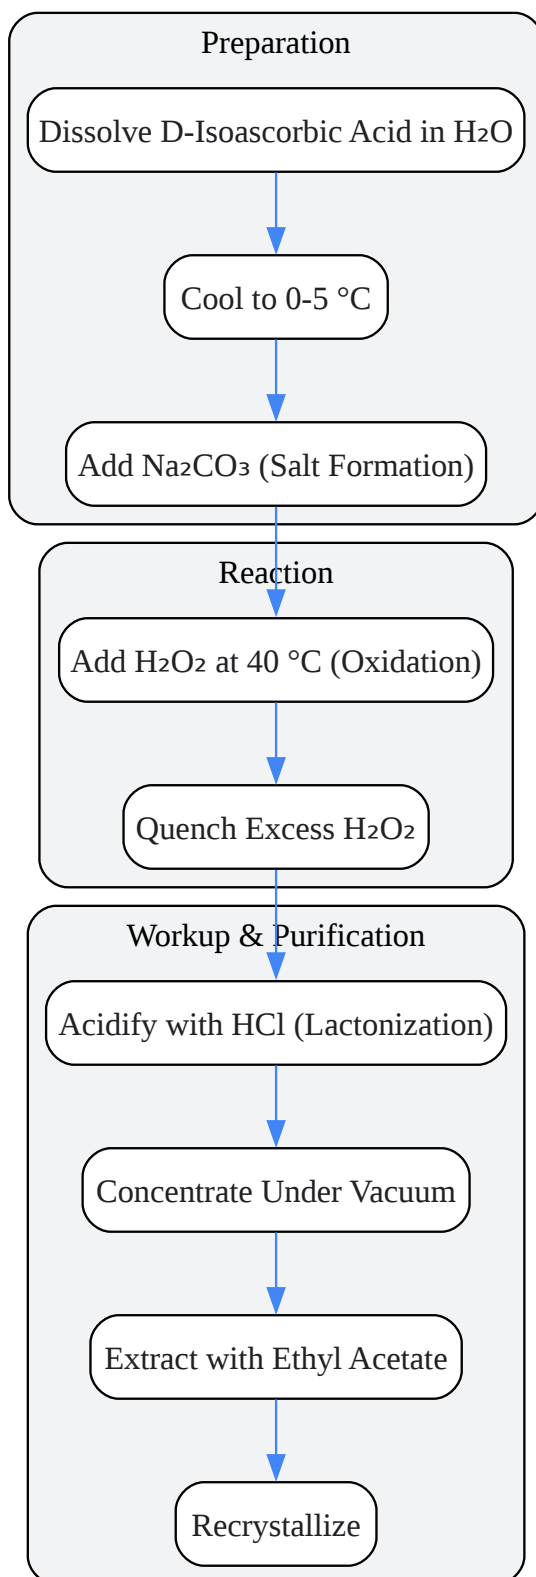 Preparation
Dissolve D-Isoascorbic Acid in H₂O
Cool to 0-5 °C
Add Na₂CO₃ (Salt Formation)
Reaction
Add H₂O₂ at 40 °C (Oxidation)
Quench Excess H₂O₂
Workup & Purification
Acidify with HCl (Lactonization)
Concentrate Under Vacuum
Extract with Ethyl Acetate
Recrystallize